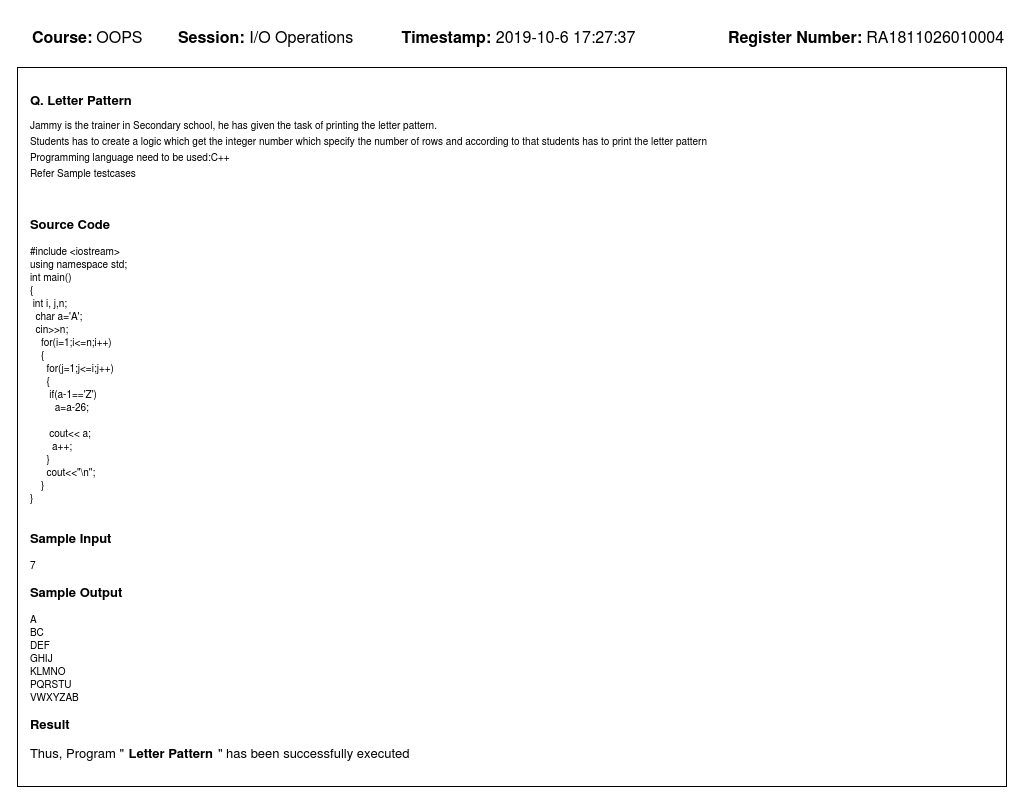 Course: OOPS Session: I/O Operations Timestamp: 2019-10-6 17:27:37 Register Number: RA1811026010004
Q. Letter Pattern
Jammy is the trainer in Secondary school, he has given the task of printing the letter pattern.
Students has to create a logic which get the integer number which specify the number of rows and according to that students has to print the letter pattern
Programming language need to be used:C++
Refer Sample testcases
Source Code
#include <iostream>
using namespace std;
int main()
{
int i, j,n;
char a='A';
cin>>n;
for(i=1;i<=n;i++)
{
for(j=1;j<=i;j++)
{
if(a-1=='Z')
a=a-26;
cout<< a;
a++;
}
cout<<"\n";
}
}
Sample Input
7
Sample Output
A
BC
DEF
GHIJ
KLMNO
PQRSTU
VWXYZAB
Result
Thus, Program " Letter Pattern " has been successfully executed